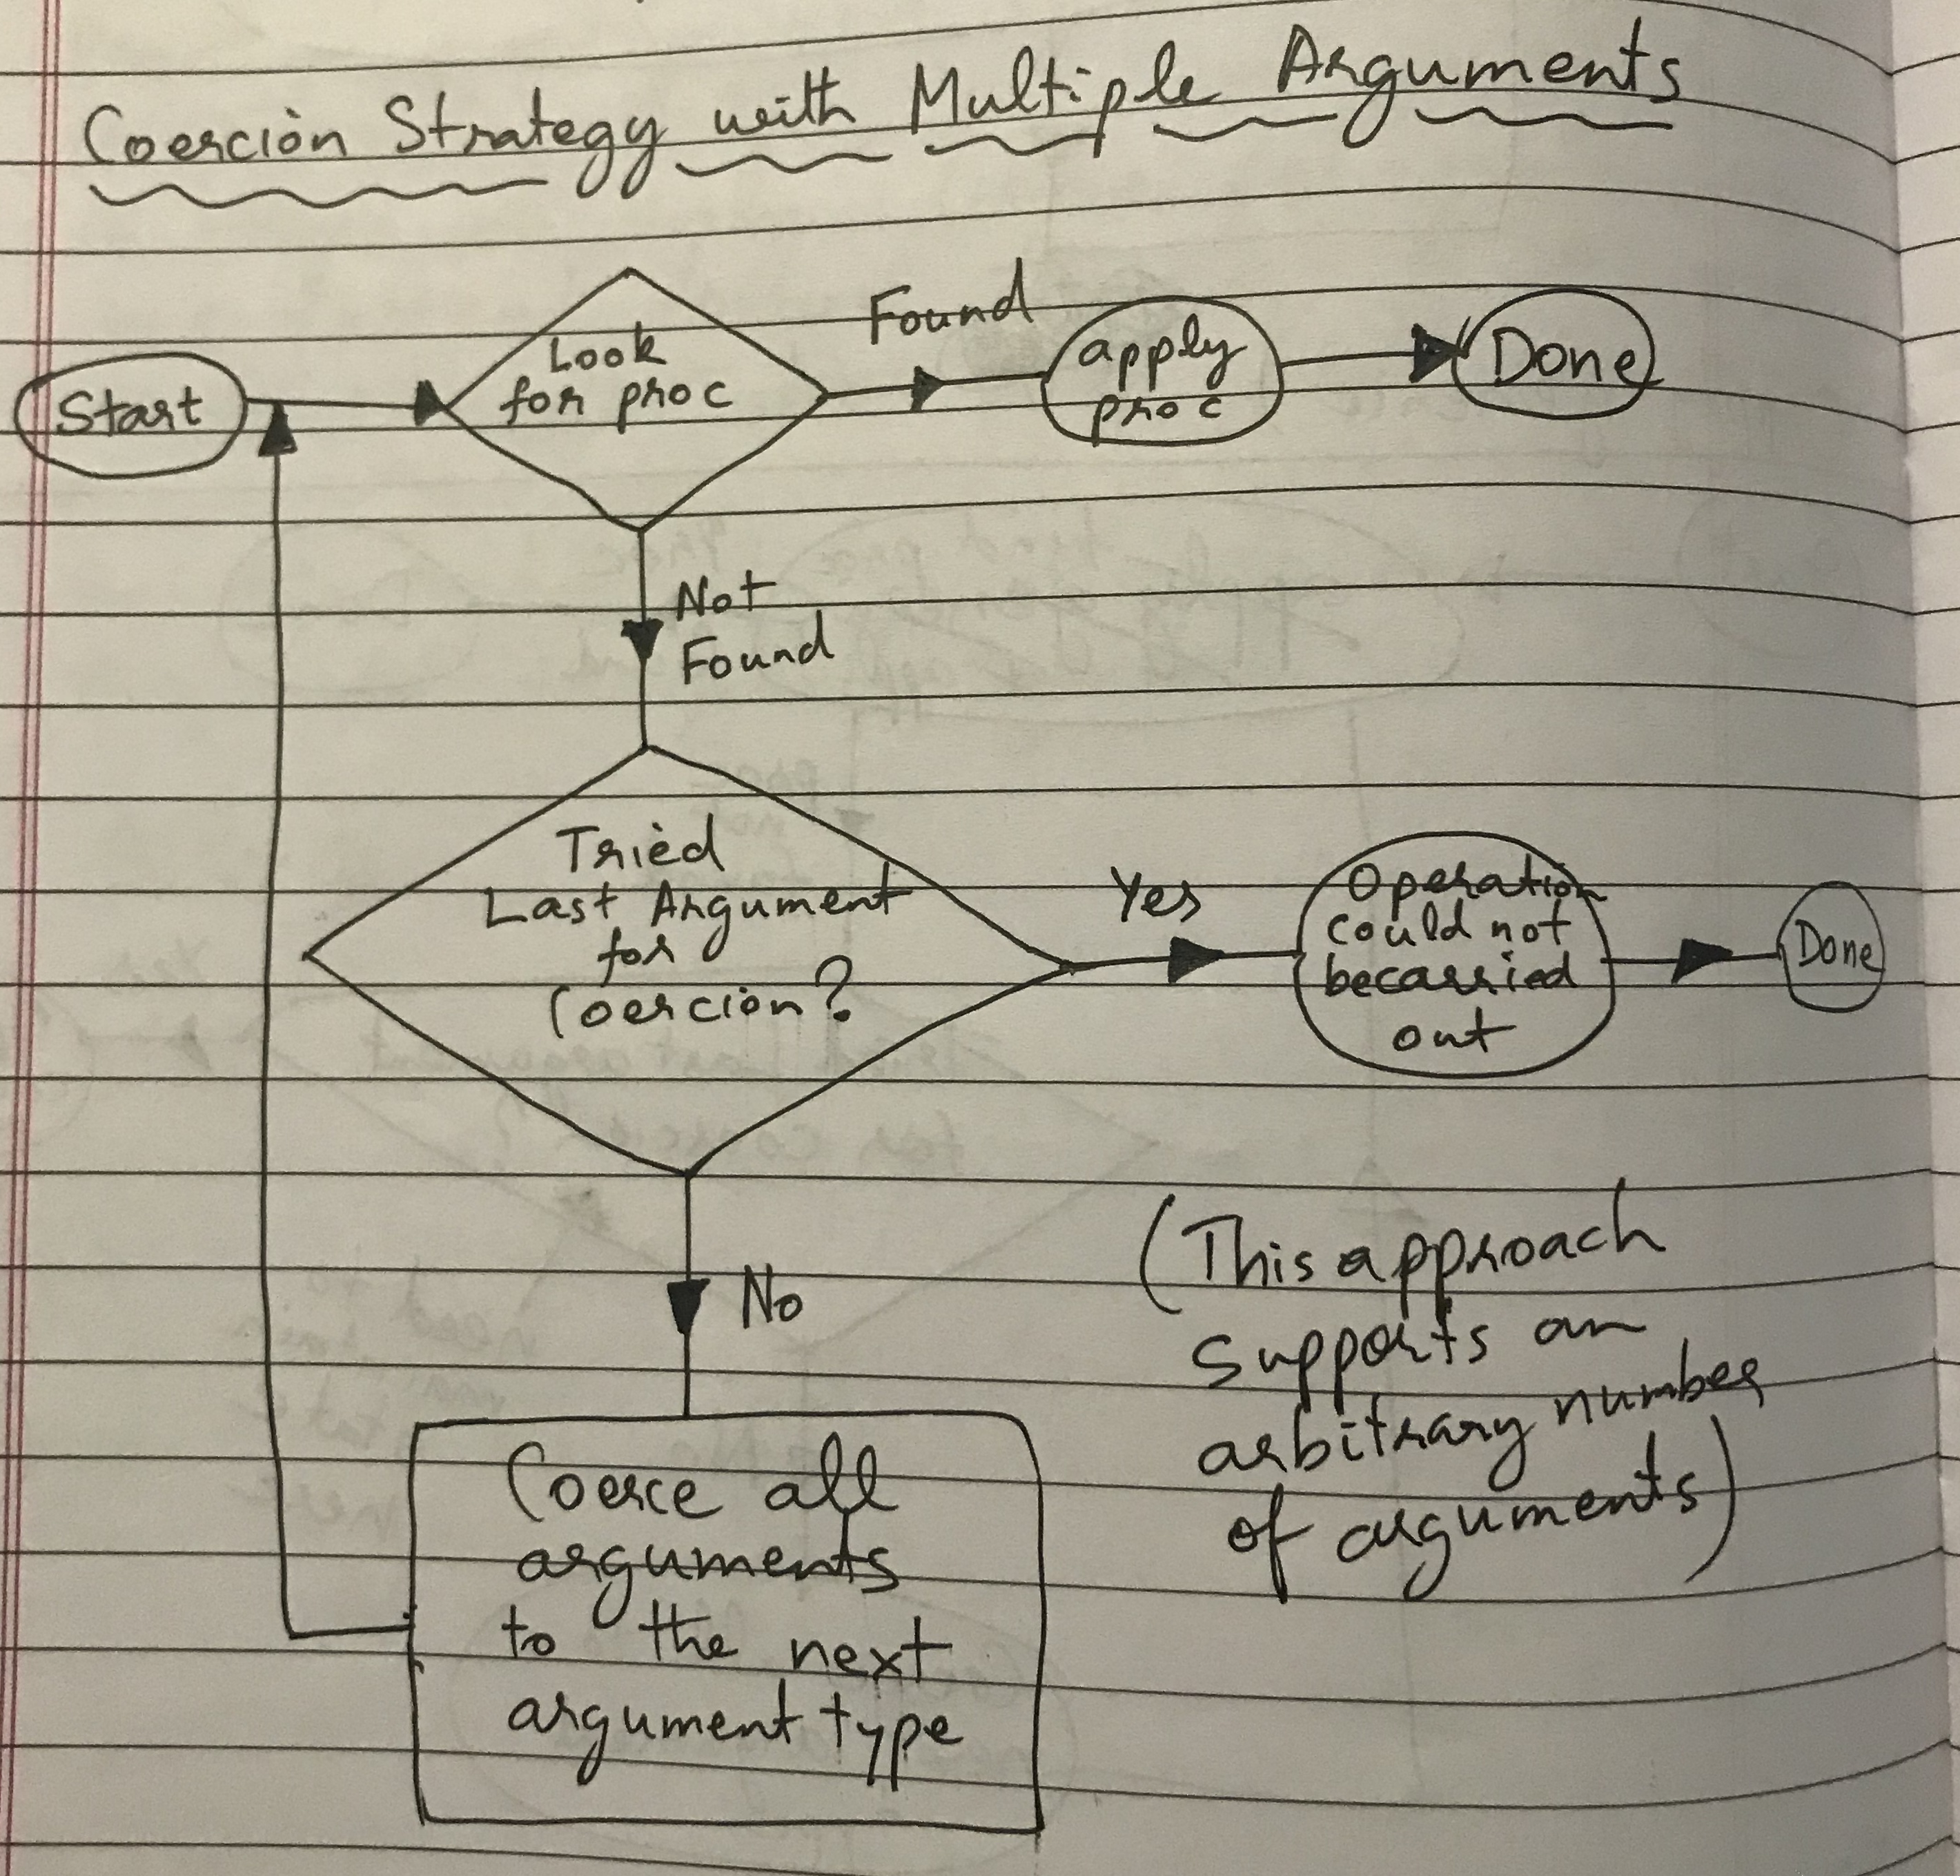 Coercion Strategy with Multiple Arguments
Found
Look
for proc
Start
apply
proc
Done
Not
Found
Tried
Last Argument
for
Coercion?
Yes
Operation
could not
becarried
out
Done
No
(This approach
supports an
arbitrary number
of arguments)
Coerce all
arguments
to the next
argument type